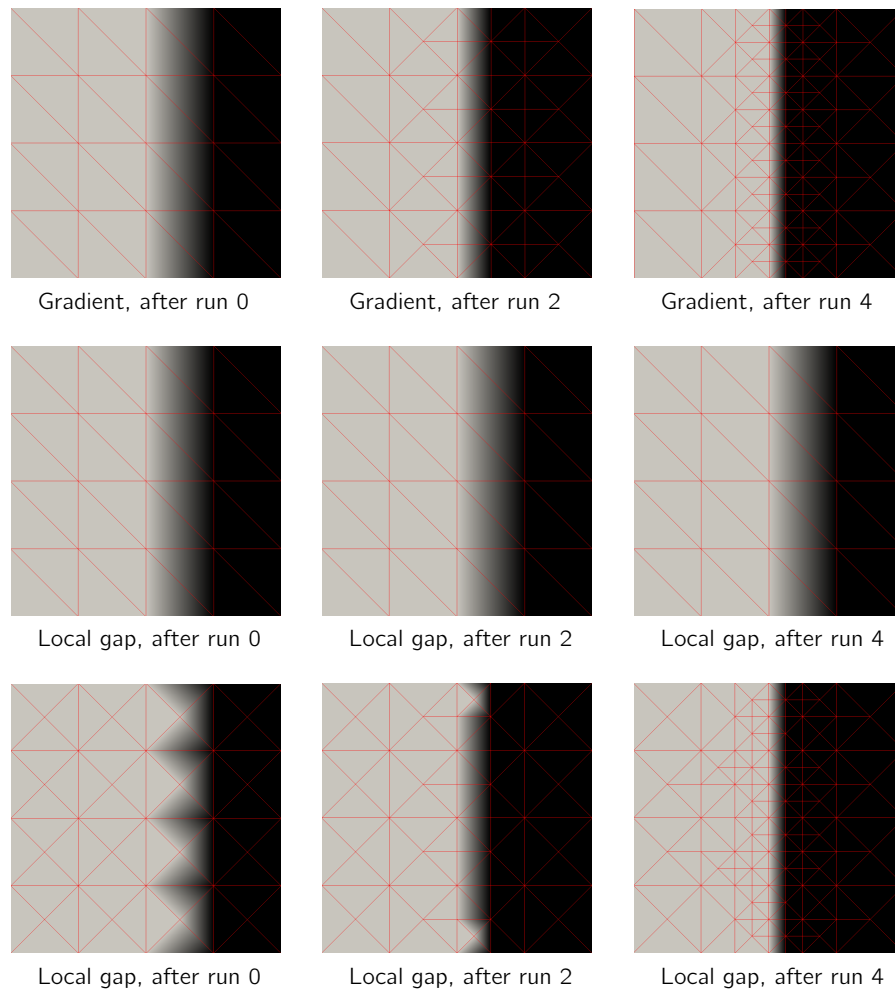 Gradient, after run 0
Gradient, after run 2
Gradient, after run 4
Local gap, after run 0
Local gap, after run 2
Local gap, after run 4
Local gap, after run 0
Local gap, after run 2
Local gap, after run 4